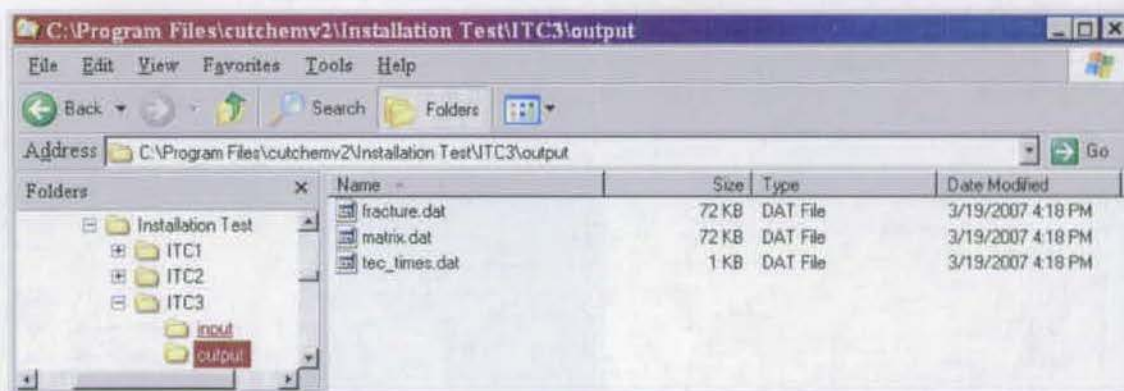 C:\Program Files\cutchemv2\Installation Test\ITC3\output
File Edit View Favorites Tools Help
Back Search Folders
Address C:\Program Files\cutchemv2\Installation Test\ITC3\output Go
Folders
Name Size Type Date Modified
Installation Test
ITC1
ITC2
ITC3
input
output
fracture.dat 72 KB DAT File 3/19/2007 4:18 PM
matrix.dat 72 KB DAT File 3/19/2007 4:18 PM
tec_times.dat 1 KB DAT File 3/19/2007 4:18 PM